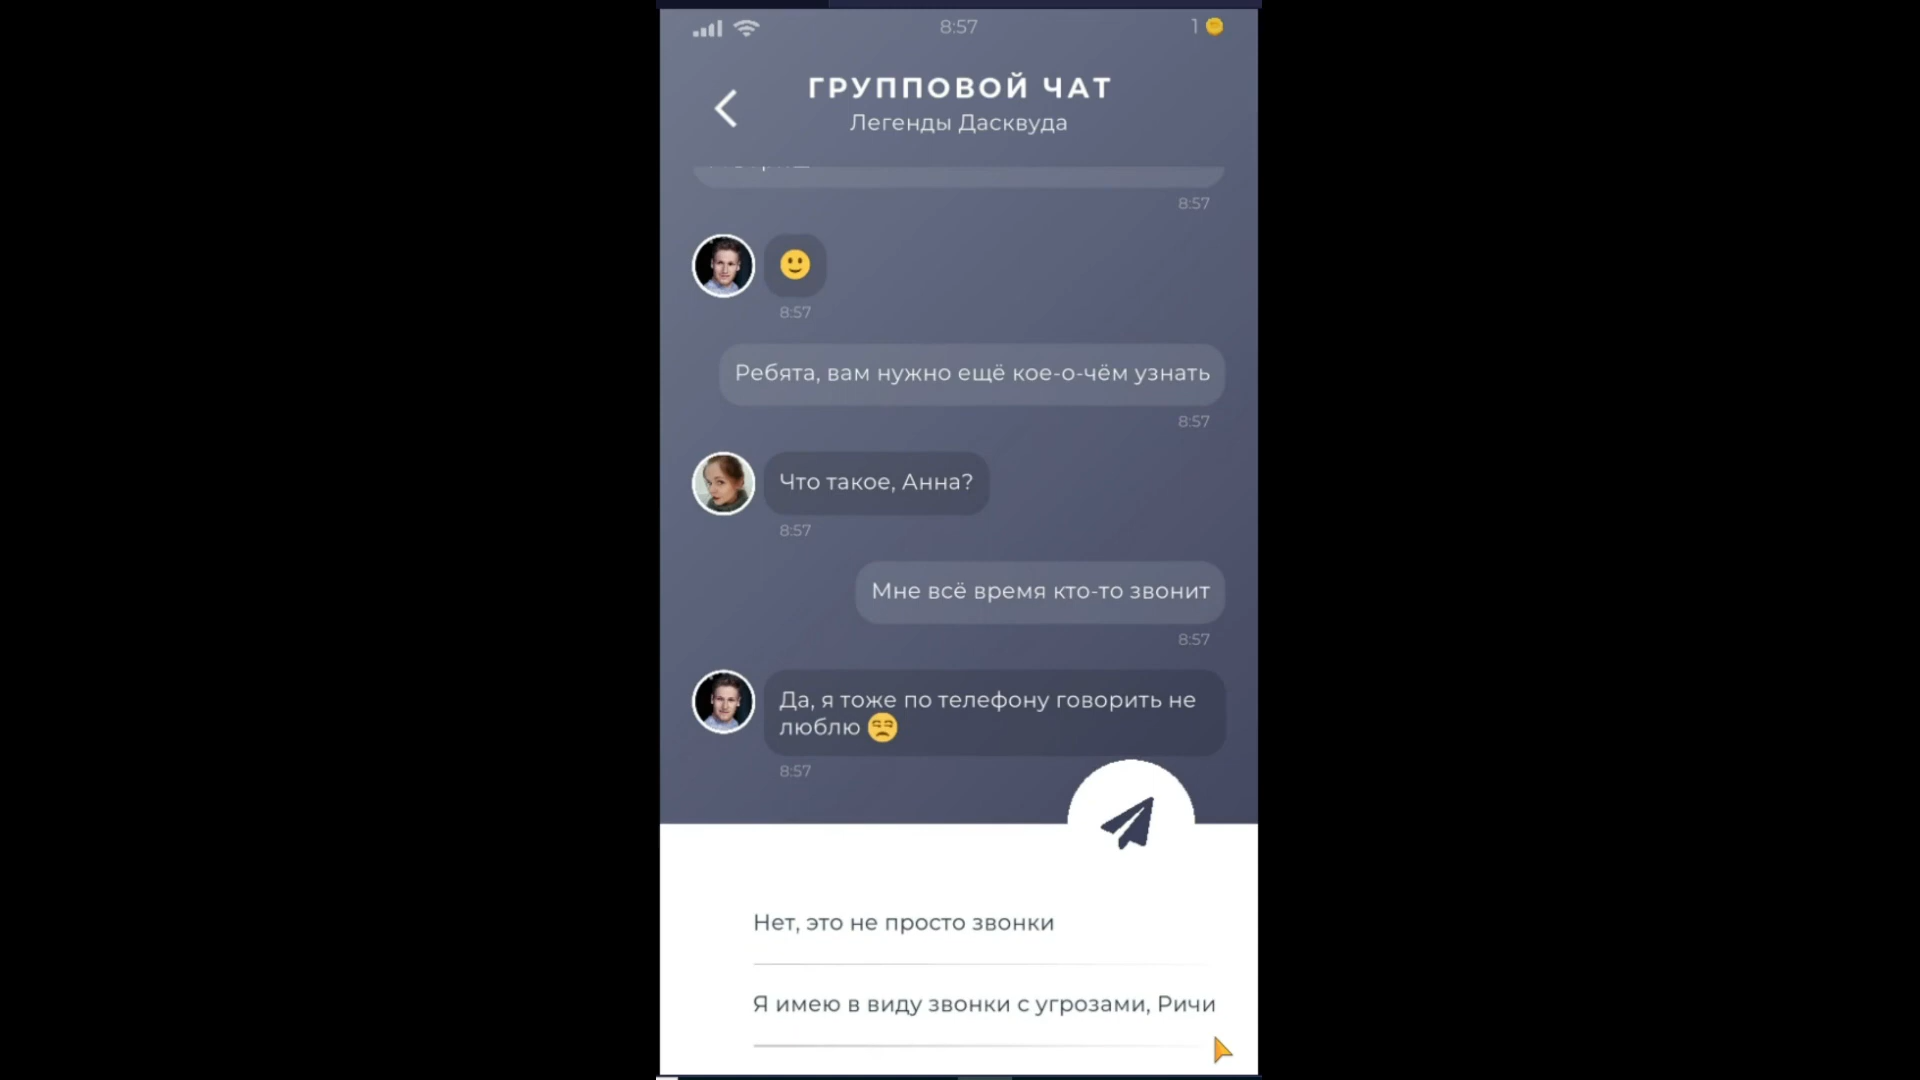 8:57
1
ГРУППОВОЙ ЧАТ
Легенды Дасквуда
8:57
8:57
Ребята, вам нужно ещё кое-о-чём узнать
8:57
Что такое, Анна?
8:57
Мне всё время кто-то звонит
8:57
Да, я тоже по телефону говорить не
люблю
8:57
Нет, это не просто звонки
Я имею в виду звонки с угрозами, Ричи